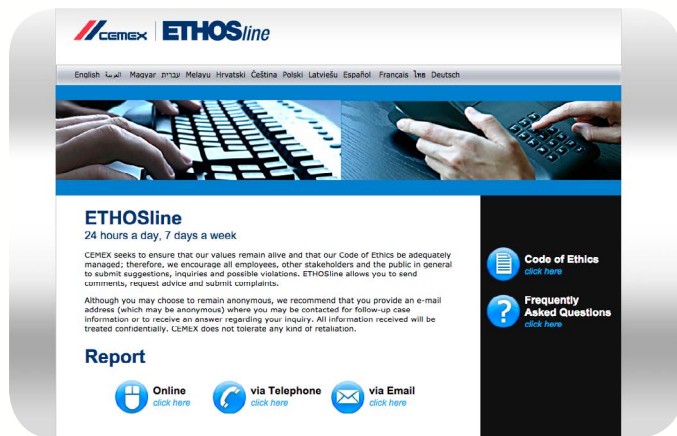 CEMEX ETHOSline
English العربية Magyar עברית Melayu Hrvatski Čeština Polski Latviešu Español Français ไทย Deutsch
ETHOSline
24 hours a day, 7 days a week
CEMEX seeks to ensure that our values remain alive and that our Code of Ethics be adequately
managed; therefore, we encourage all employees, other stakeholders and the public in general
to submit suggestions, inquiries and possible violations. ETHOSline allows you to send
comments, request advice and submit complaints.
Although you may choose to remain anonymous, we recommend that you provide an e-mail
address (which may be anonymous) where you may be contacted for follow-up case
information or to receive an answer regarding your inquiry. All information received will be
treated confidentially. CEMEX does not tolerate any kind of retaliation.
Report
Online
click here
via Telephone
click here
via Email
click here
Code of Ethics
click here
Frequently
Asked Questions
click here